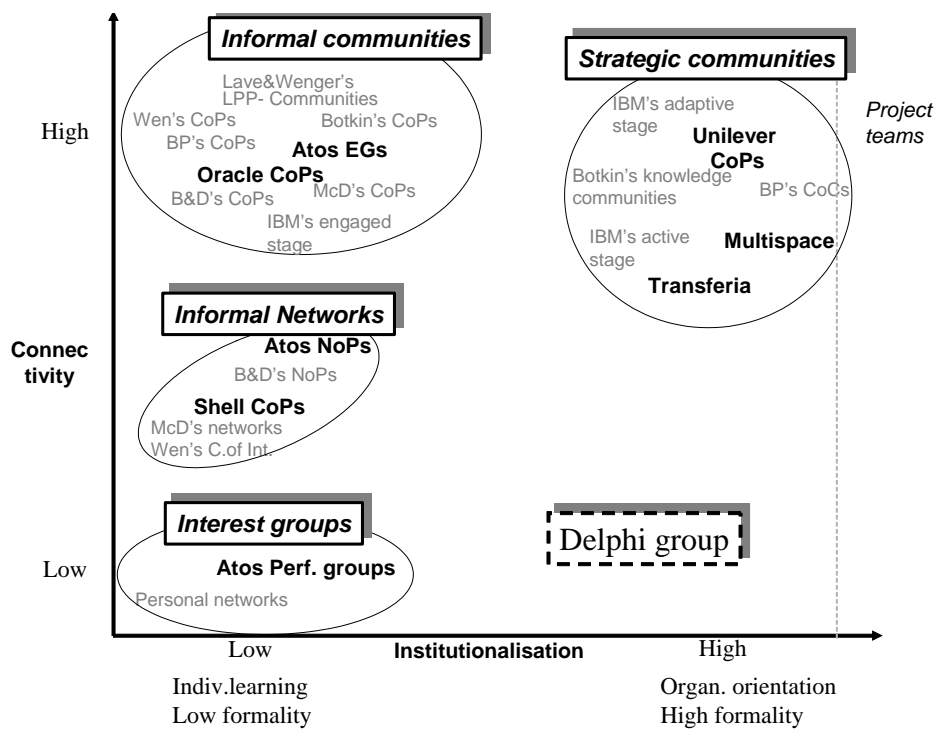 Informal communities
Strategic communities
Lave&Wenger's
LPP- Communities
Wen's CoPs
Botkin's CoPs
BP's CoPs
Atos EGs
Oracle CoPs
McD's CoPs
B&D's CoPs
IBM's engaged
stage
IBM's adaptive
stage
Unilever
CoPs
Botkin's knowledge
communities
BP's CoCs
IBM's active
stage
Multispace
Transferia
Project
teams
High
Informal Networks
Atos NoPs
B&D's NoPs
Shell CoPs
McD's networks
Wen's C.of Int.
Connec
tivity
Interest groups
Atos Perf. groups
Personal networks
Delphi group
Low
Low
Institutionalisation
High
Indiv.learning
Low formality
Organ. orientation
High formality